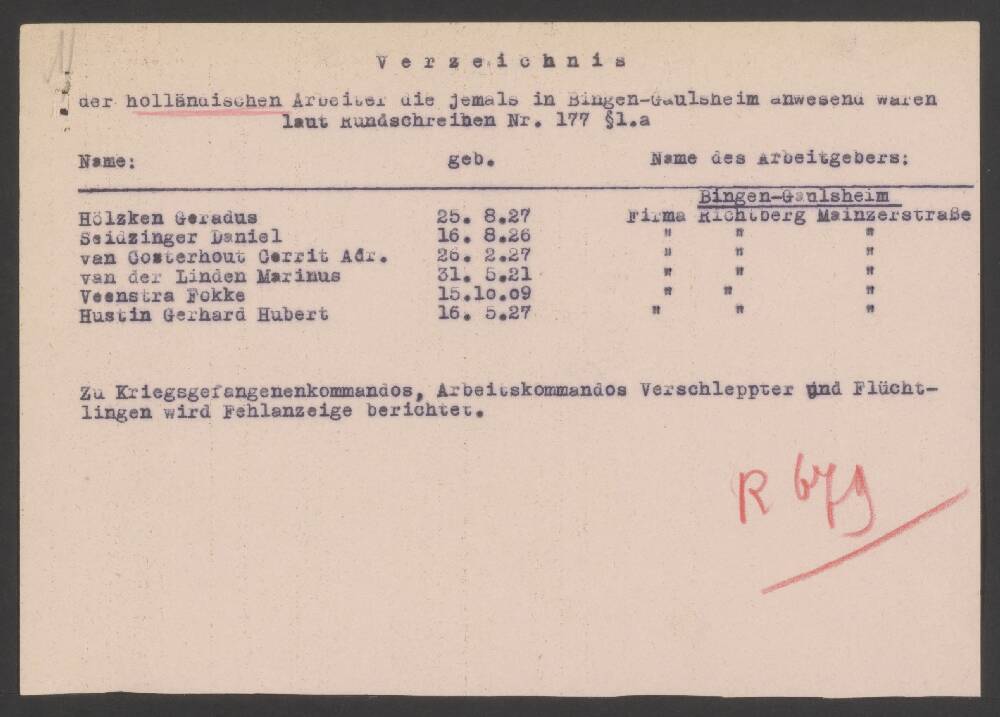 Verzeichnis
der holländischen Arbeiter die jemals in Bingen-Gaulsheim anwesend waren
laut Rundschreiben Nr. 177 §1.a
Name: geb. Name des Arbeitgebers:
Bingen-Gaulsheim
Hölzken Geradus 25. 8.27 Firma Richtberg Mainzerstraße
Seidzinger Daniel 16. 8.26 " " "
van Oosterhout Gerrit Adr. 26. 2.27 " " "
van der Linden Marinus 31. 5.21 " " "
Veenstra Fokke 15.10.09 " " "
Hustin Gerhard Hubert 16. 5.27 " " "
Zu Kriegsgefangenenkommandos, Arbeitskommandos Verschleppter und Flücht-
lingen wird Fehlanzeige berichtet.
R 679